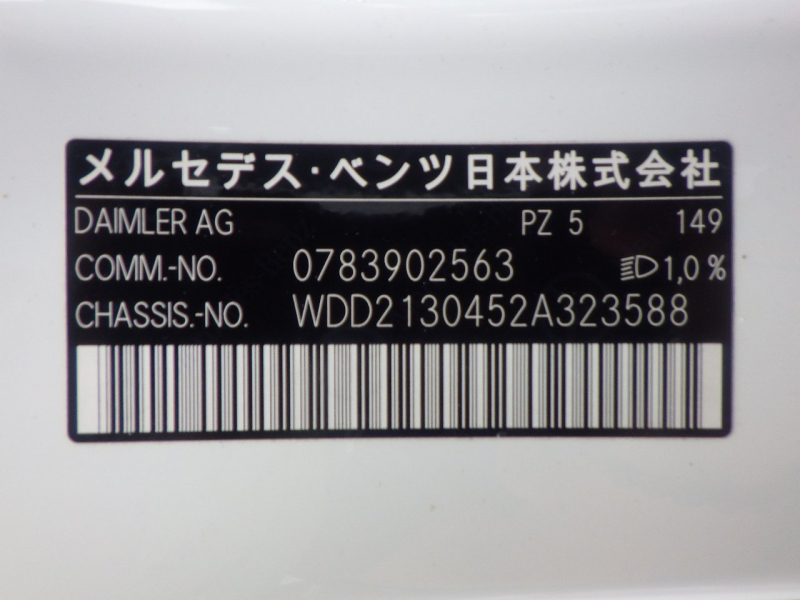 メルセデス・ベンツ日本株式会社
DAIMLER AG PZ 5 149
COMM.-NO. 0783902563 1,0 %
CHASSIS.-NO. WDD2130452A323588